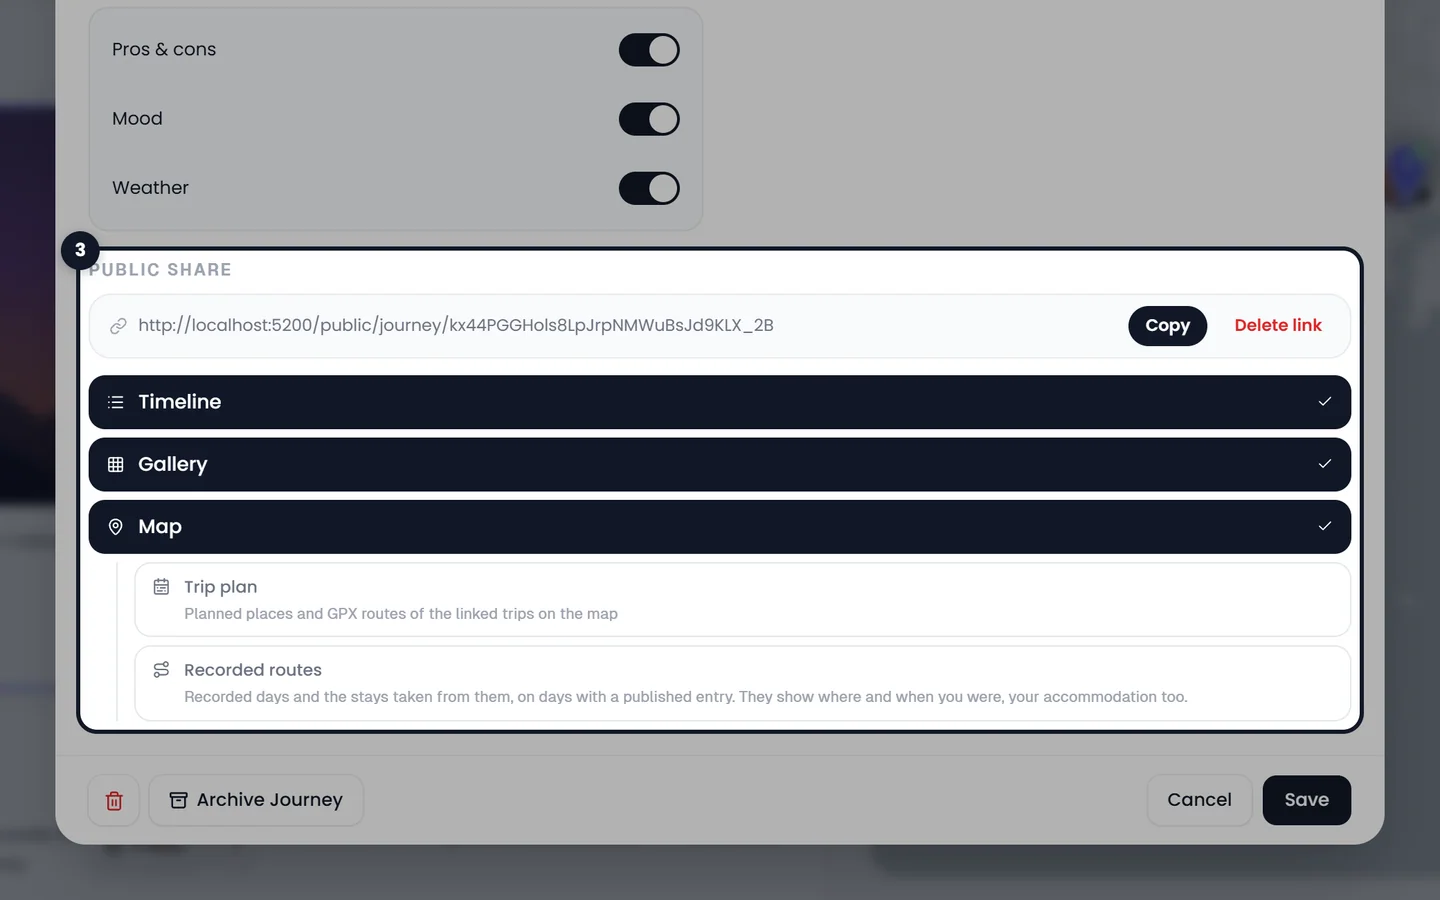 Pros & cons
Mood
Weather
3
PUBLIC SHARE
http://localhost:5200/public/journey/kx44PGGHols8LpJrpNMWuBsJd9KLX_2B
Copy
Delete link
Timeline
Gallery
Map
Trip plan
Planned places and GPX routes of the linked trips on the map
Recorded routes
Recorded days and the stays taken from them, on days with a published entry. They show where and when you were, your accommodation too.
Archive Journey
Cancel
Save